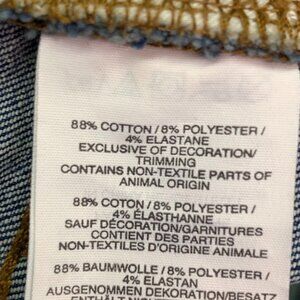 88% COTTON / 8% POLYESTER /
4% ELASTANE
EXCLUSIVE OF DECORATION/
TRIMMING
CONTAINS NON-TEXTILE PARTS OF
ANIMAL ORIGIN
88% COTON / 8% POLYESTER /
4% ÉLASTHANNE
SAUF DÉCORATION/GARNITURES
CONTIENT DES PARTIES
NON-TEXTILES D'ORIGINE ANIMALE
88% BAUMWOLLE / 8% POLYESTER /
4% ELASTAN
AUSGENOMMEN DEKORATION/BESATZ
ENTHÄLT